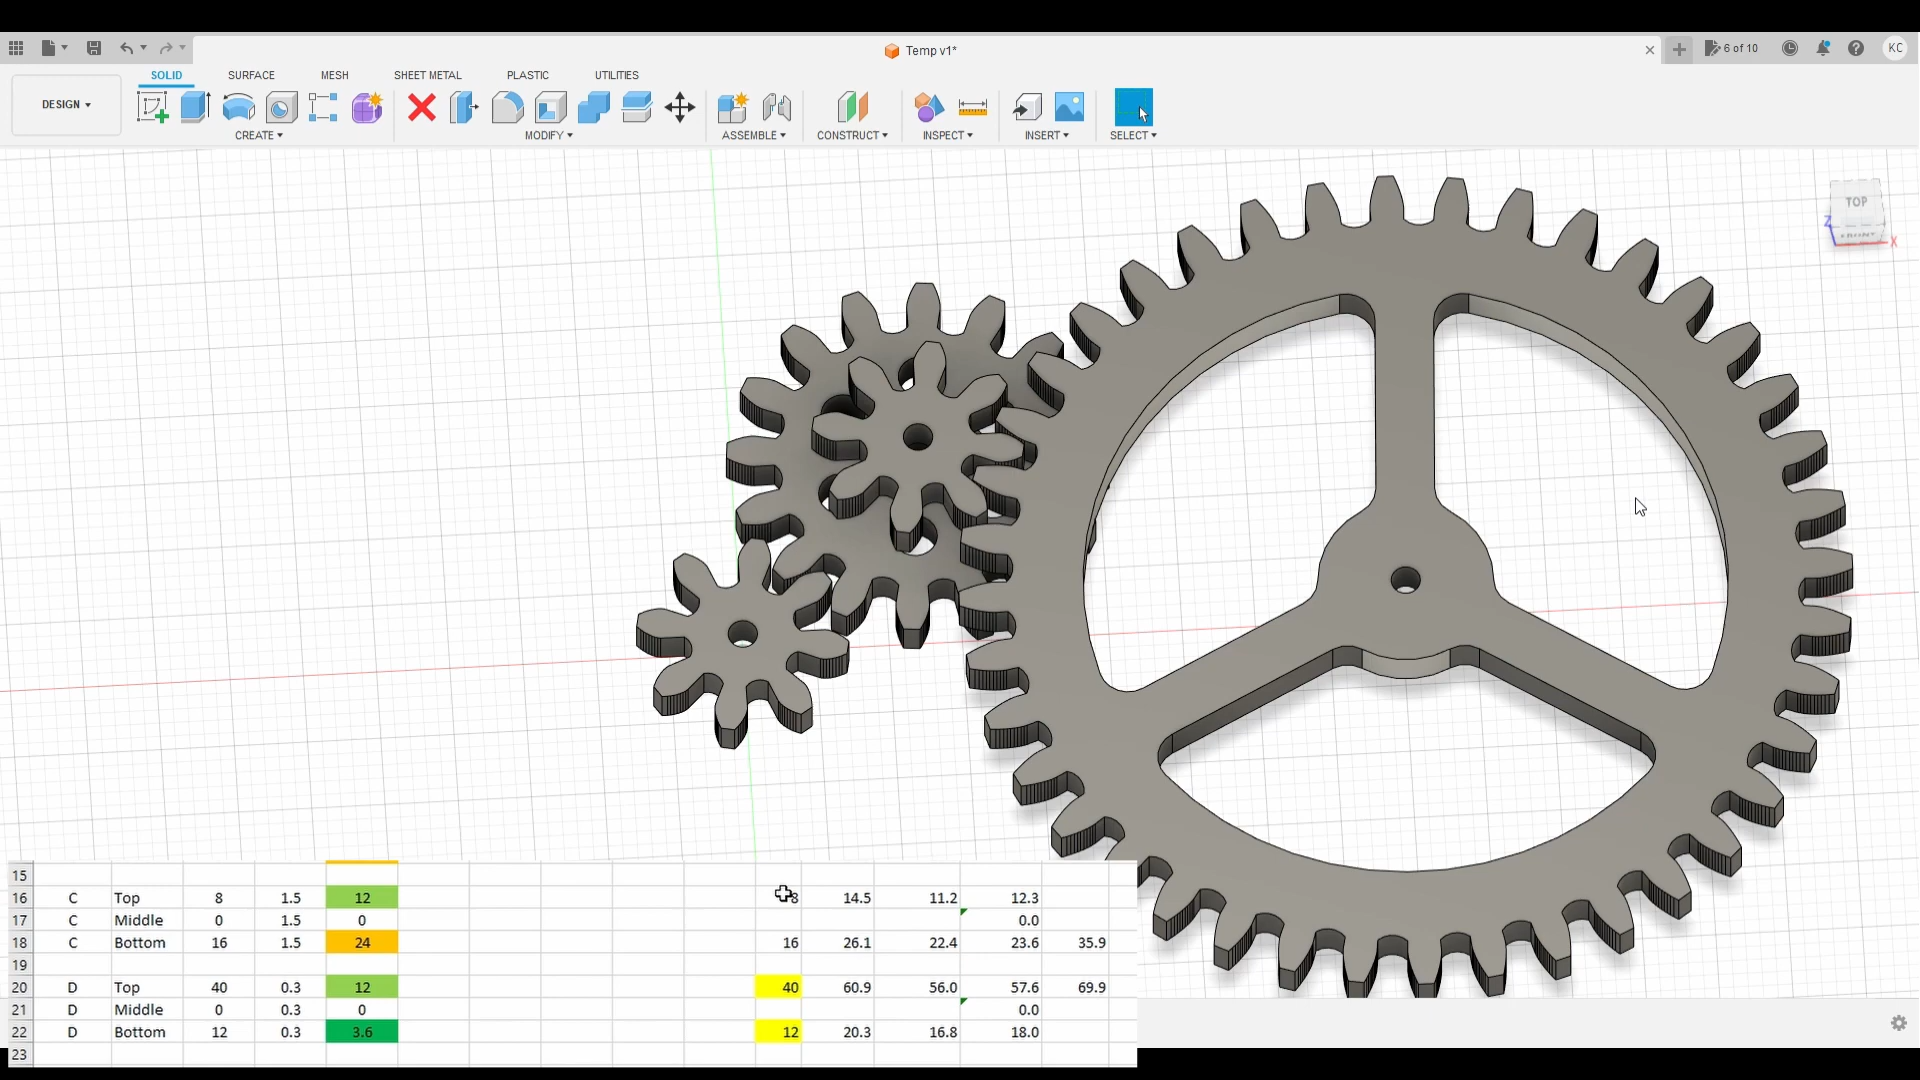 Temp v1*
6 of 10
KC
DESIGN
SOLID SURFACE MESH SHEET METAL PLASTIC UTILITIES
CREATE MODIFY ASSEMBLE CONSTRUCT INSPECT INSERT SELECT
TOP
FRONT
Z
X
15
16 C Top 8 1.5 12 8 14.5 11.2 12.3
17 C Middle 0 1.5 0 0.0
18 C Bottom 16 1.5 24 16 26.1 22.4 23.6 35.9
19
20 D Top 40 0.3 12 40 60.9 56.0 57.6 69.9
21 D Middle 0 0.3 0 0.0
22 D Bottom 12 0.3 3.6 12 20.3 16.8 18.0
23